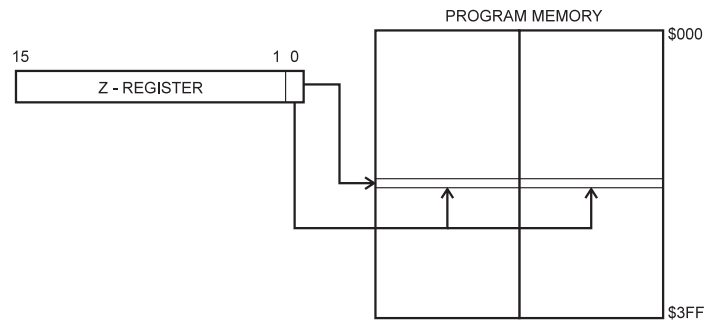 PROGRAM MEMORY
$000
15 1 0
Z - REGISTER
$3FF